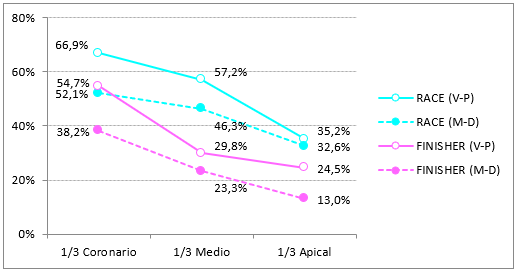 80%
60%
40%
20%
0%
66,9%
57,2%
54,7%
52,1%
46,3%
38,2%
35,2%
32,6%
29,8%
24,5%
23,3%
13,0%
1/3 Coronario
1/3 Medio
1/3 Apical
RACE (V-P)
RACE (M-D)
FINISHER (V-P)
FINISHER (M-D)